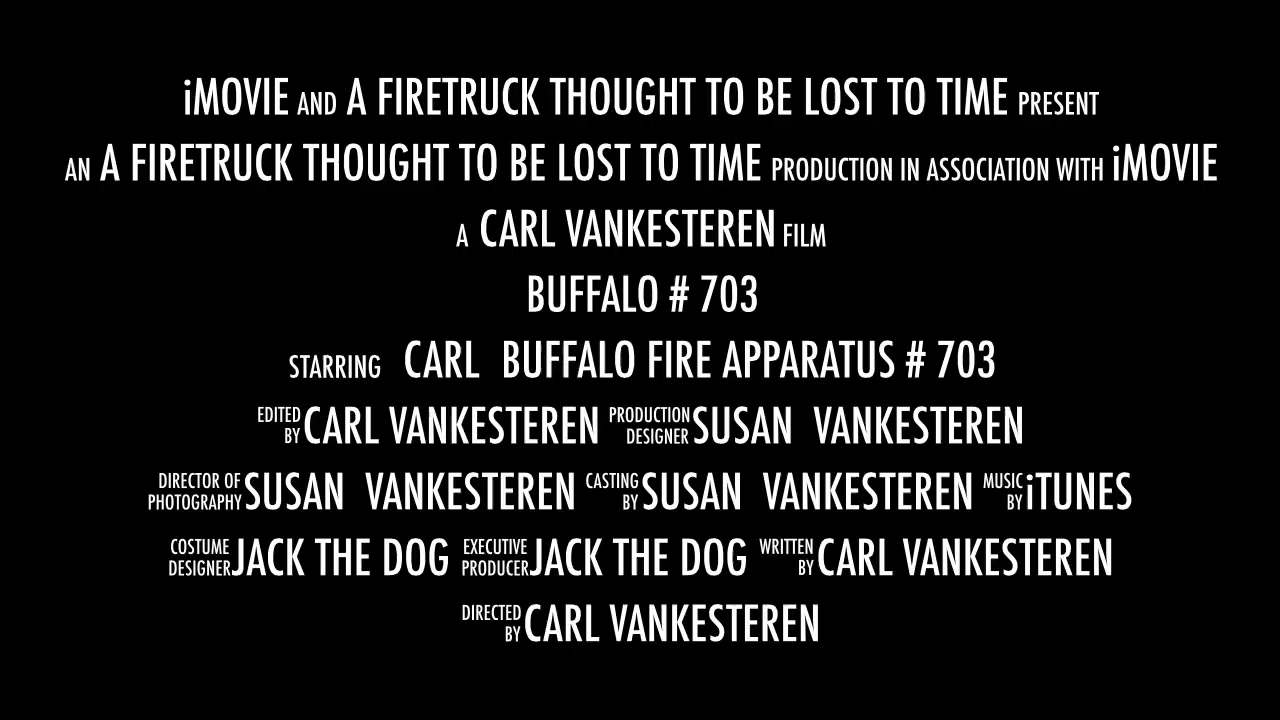 iMOVIE AND A FIRETRUCK THOUGHT TO BE LOST TO TIME PRESENT
AN A FIRETRUCK THOUGHT TO BE LOST TO TIME PRODUCTION IN ASSOCIATION WITH iMOVIE
A CARL VANKESTEREN FILM
BUFFALO # 703
STARRING CARL BUFFALO FIRE APPARATUS # 703
EDITED BY CARL VANKESTEREN PRODUCTION DESIGNER SUSAN VANKESTEREN
DIRECTOR OF PHOTOGRAPHY SUSAN VANKESTEREN CASTING BY SUSAN VANKESTEREN MUSIC BY iTUNES
COSTUME DESIGNER JACK THE DOG EXECUTIVE PRODUCER JACK THE DOG WRITTEN BY CARL VANKESTEREN
DIRECTED BY CARL VANKESTEREN